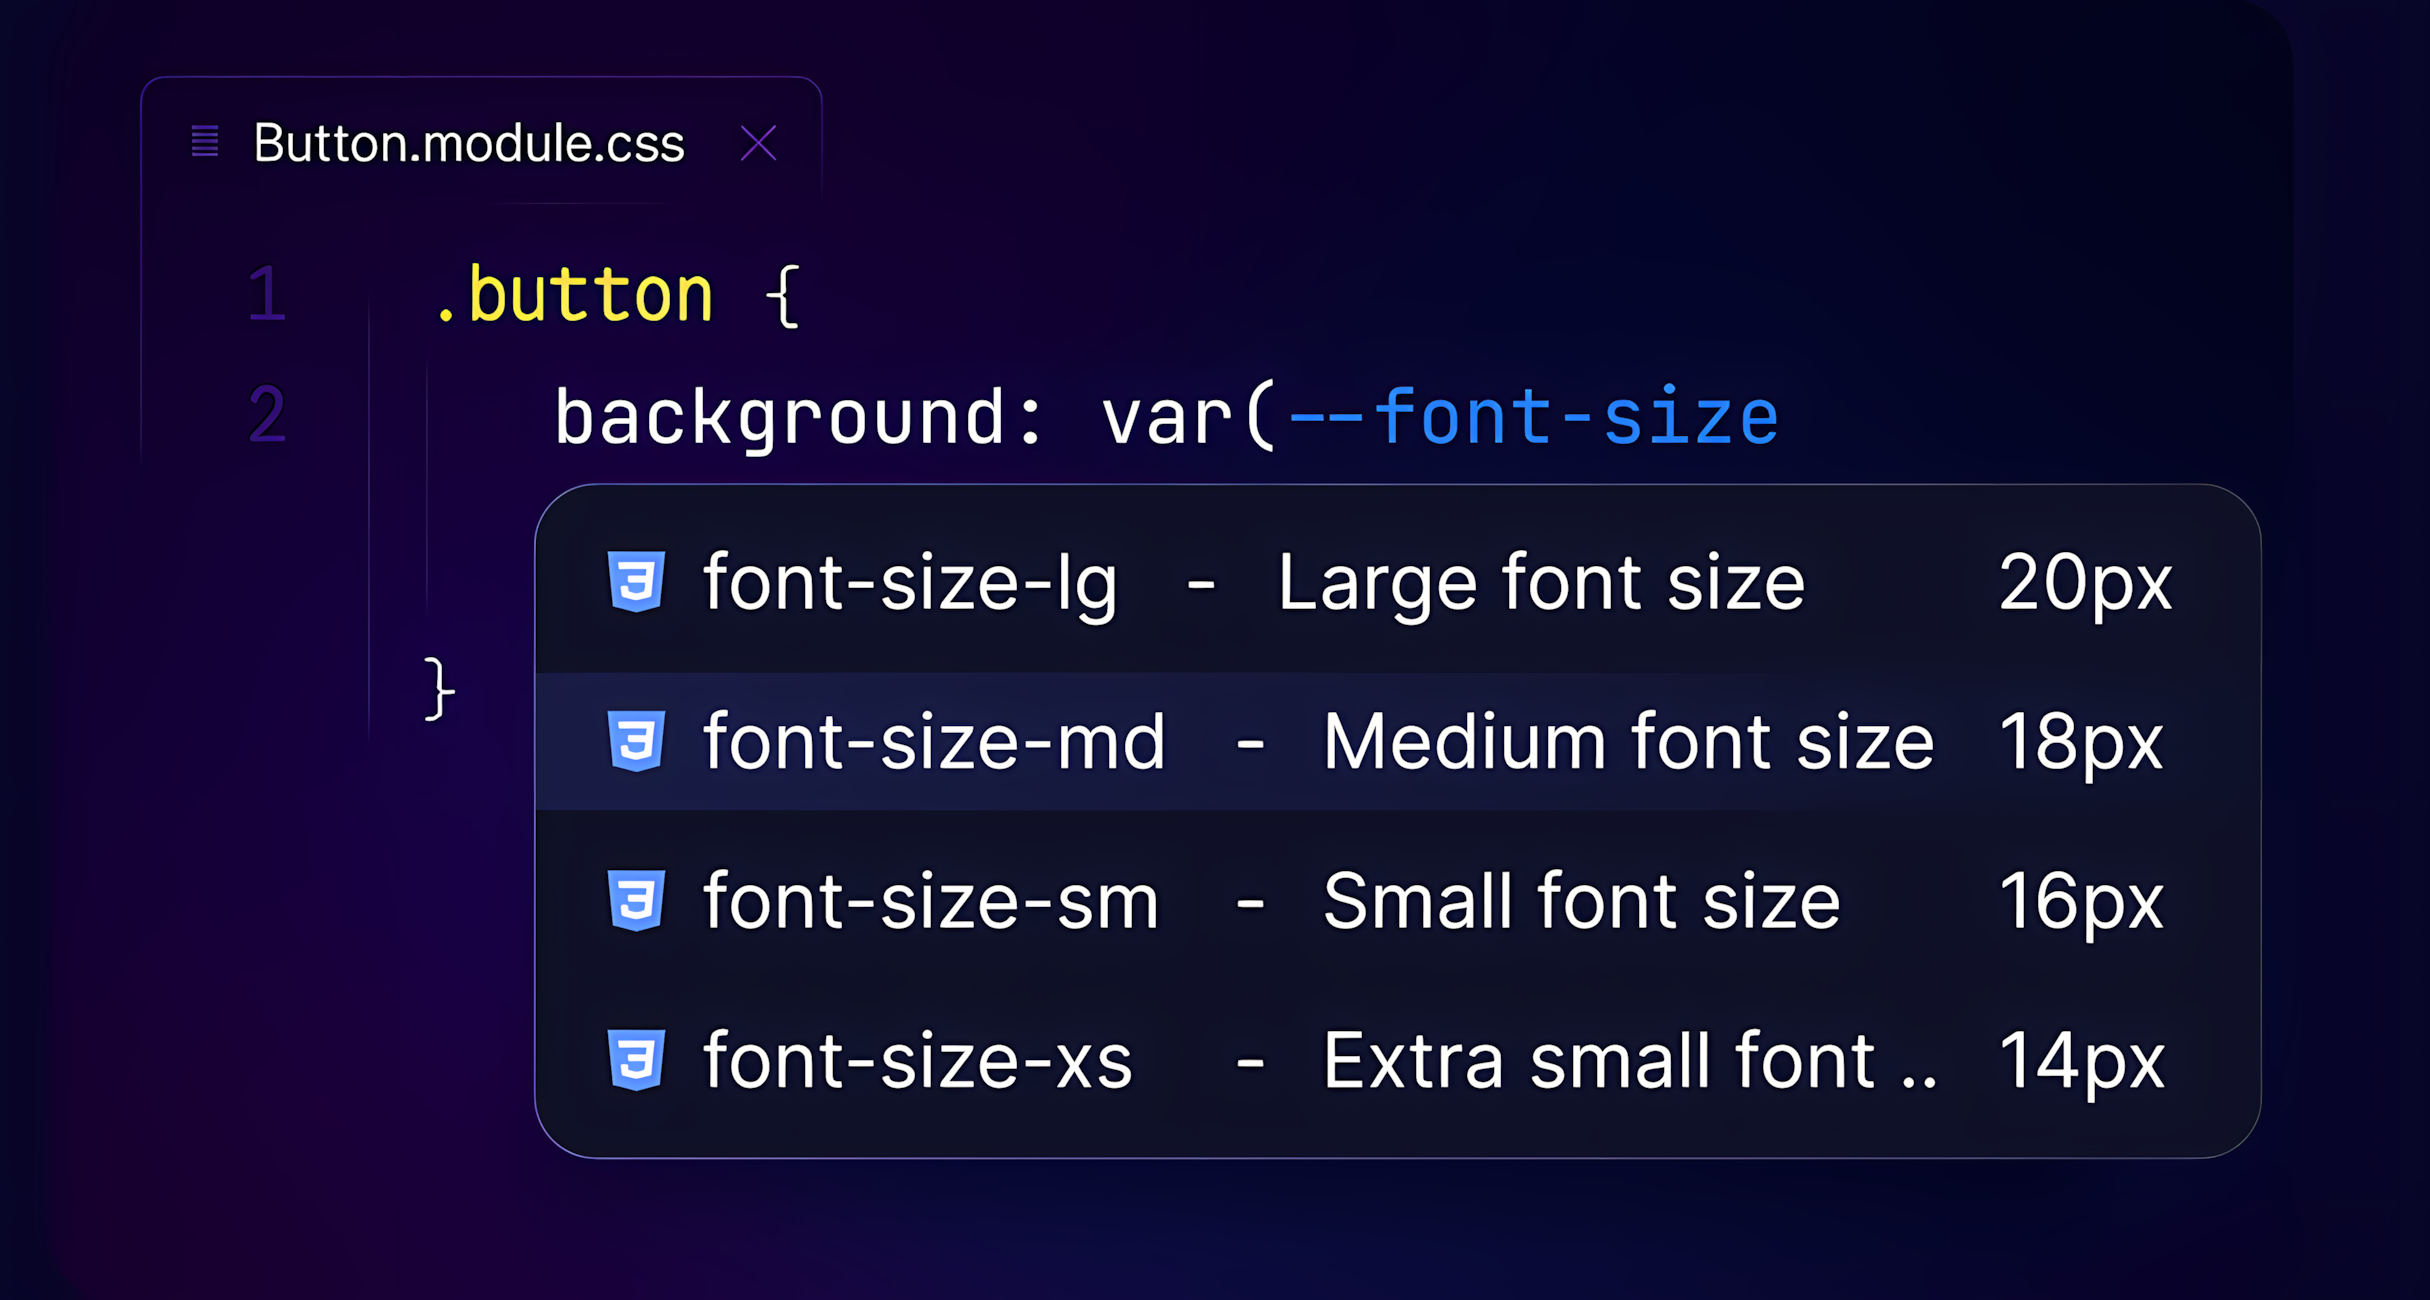 Button.module.css
1 .button {
2 background: var(--font-size
font-size-lg - Large font size 20px
font-size-md - Medium font size 18px
font-size-sm - Small font size 16px
font-size-xs - Extra small font .. 14px
}